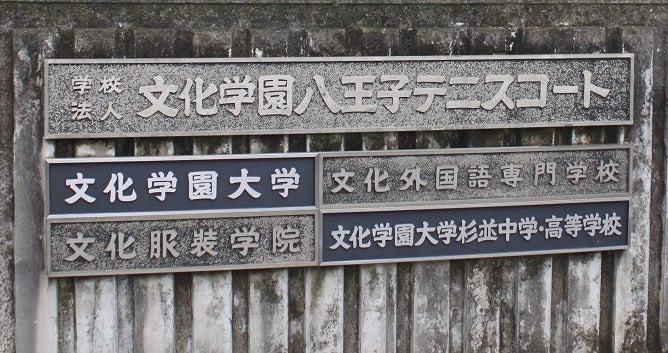 学校法人 文化学園八王子テニスコート
文化学園大学
文化外国語専門学校
文化服装学院
文化学園大学杉並中学・高等学校